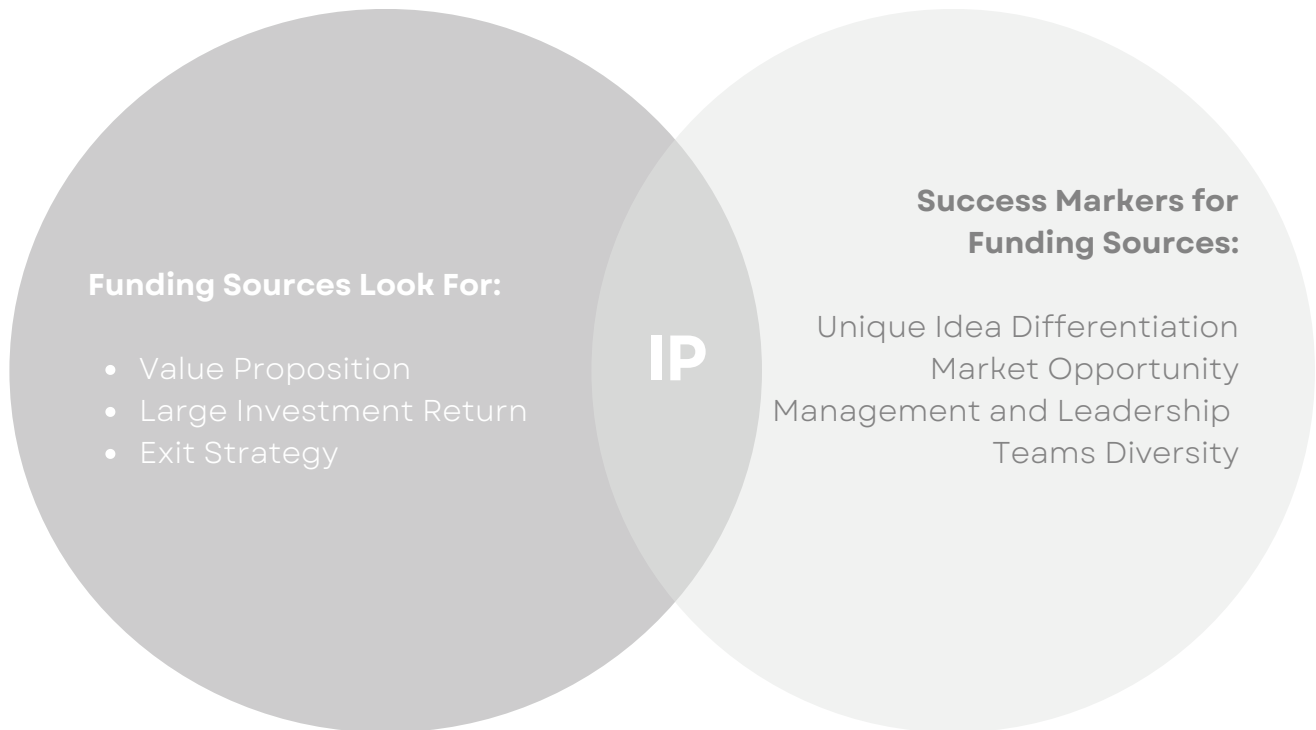 Funding Sources Look For:
• Value Proposition
• Large Investment Return
• Exit Strategy
IP
Success Markers for
Funding Sources:
Unique Idea Differentiation
Market Opportunity
Management and Leadership
Teams Diversity